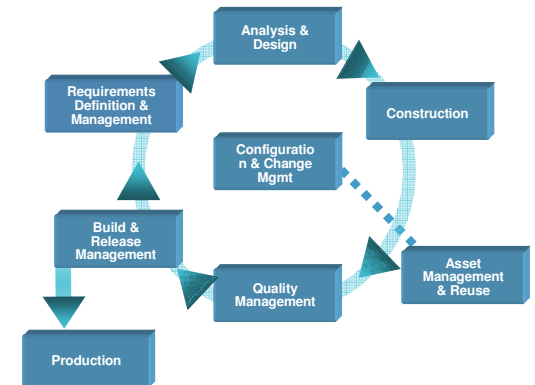 Analysis &
Design
Requirements
Definition &
Management
Construction
Configuratio
n & Change
Mgmt
Build &
Release
Management
Quality
Management
Asset
Management
& Reuse
Production